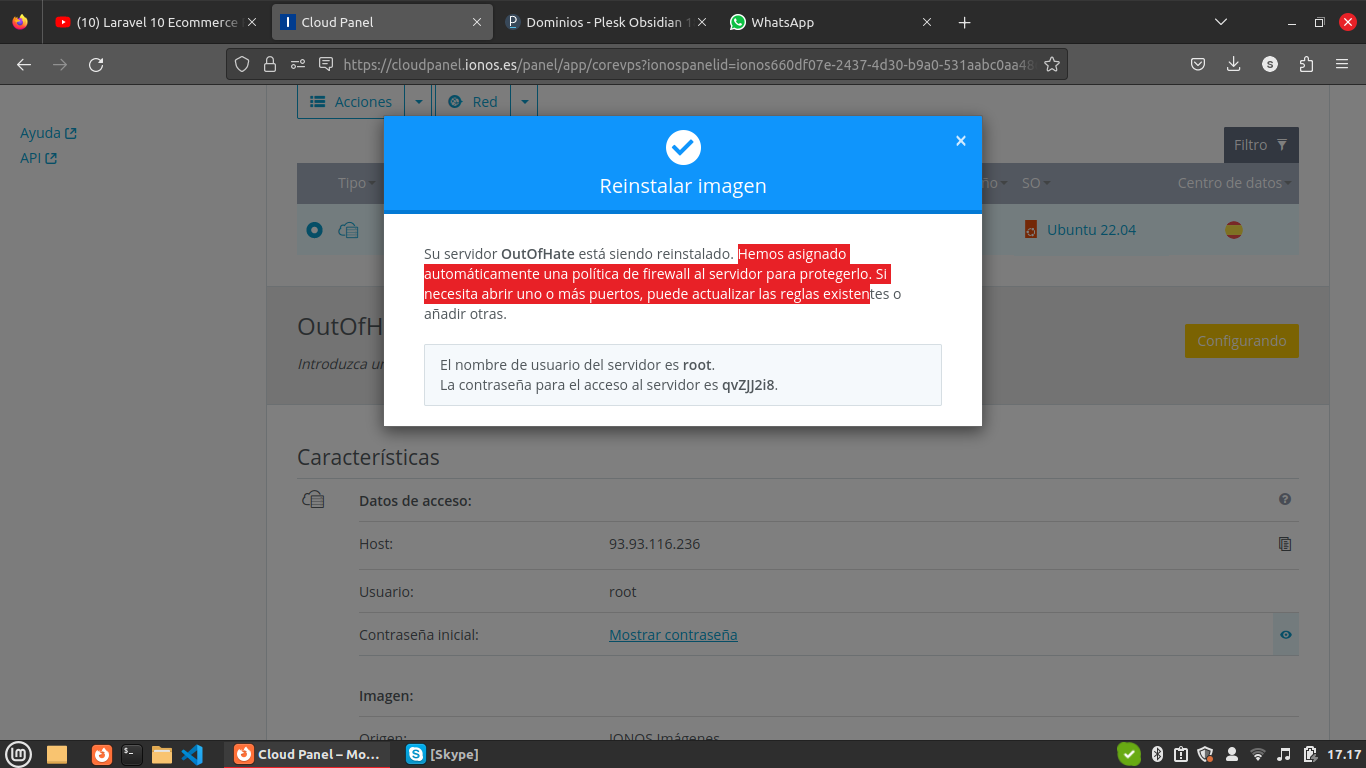 (10) Laravel 10 Ecommerce
Cloud Panel
Dominios - Plesk Obsidian 1
WhatsApp
https://cloudpanel.ionos.es/panel/app/corevps?ionospanelid=ionos660df07e-2437-4d30-b9a0-531aabc0aa48
S
Acciones
Red
Ayuda
API
Filtro
Tipo
ño
SO
Centro de datos
Ubuntu 22.04
Reinstalar imagen
Su servidor OutOfHate está siendo reinstalado. Hemos asignado
automáticamente una política de firewall al servidor para protegerlo. Si
necesita abrir uno o más puertos, puede actualizar las reglas existentes o
añadir otras.
El nombre de usuario del servidor es root.
La contraseña para el acceso al servidor es qvZJJ2i8.
OutOfH
Configurando
Introduzca un
Características
Datos de acceso:
Host:
93.93.116.236
Usuario:
root
Contraseña inicial:
Mostrar contraseña
Imagen:
Origen:
IONOS Imágenes
Cloud Panel – Mo...
[Skype]
17.17